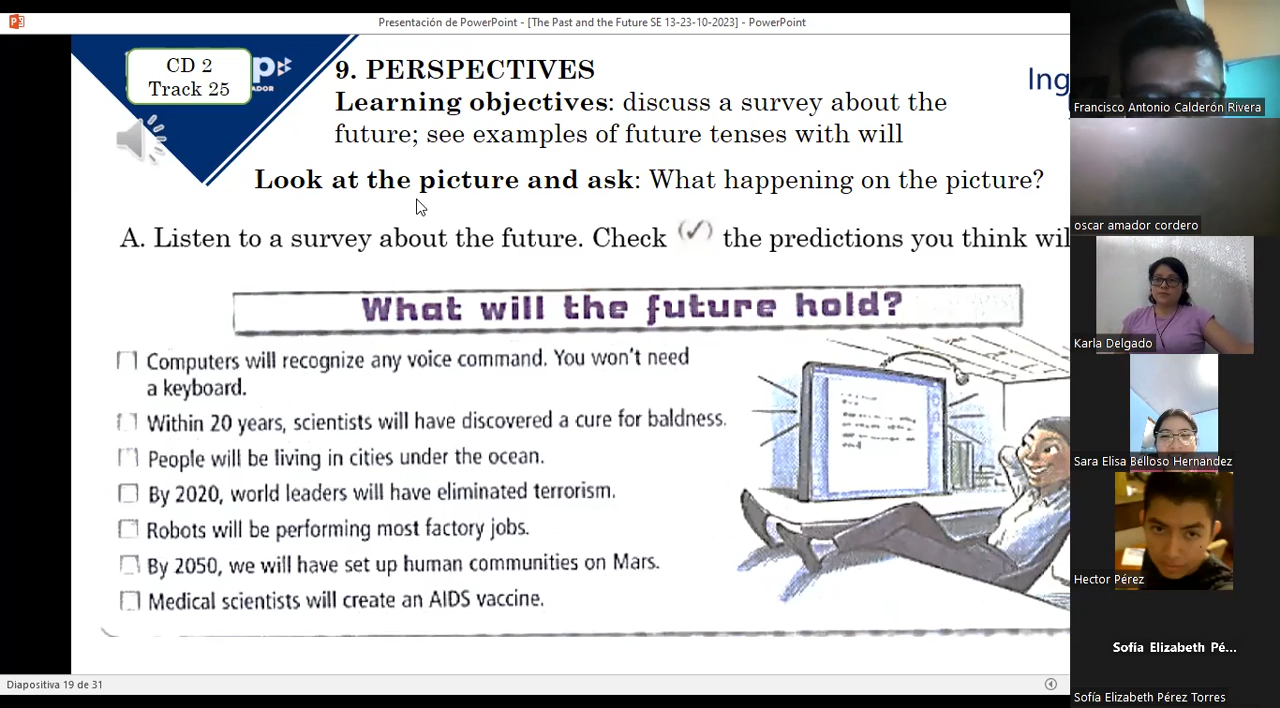 Presentación de PowerPoint - [The Past and the Future SE 13-23-10-2023] - PowerPoint
CD 2
Track 25
9. PERSPECTIVES
Learning objectives: discuss a survey about the
future; see examples of future tenses with will
Look at the picture and ask: What happening on the picture?
A. Listen to a survey about the future. Check (✓) the predictions you think wil
What will the future hold?
Computers will recognize any voice command. You won't need
a keyboard.
Within 20 years, scientists will have discovered a cure for baldness.
People will be living in cities under the ocean.
By 2020, world leaders will have eliminated terrorism.
Robots will be performing most factory jobs.
By 2050, we will have set up human communities on Mars.
Medical scientists will create an AIDS vaccine.
Diapositiva 19 de 31
Ing
Francisco Antonio Calderón Rivera
oscar amador cordero
Karla Delgado
Sara Elisa Belloso Hernandez
Hector Pérez
Sofía Elizabeth Pé...
Sofía Elizabeth Pérez Torres